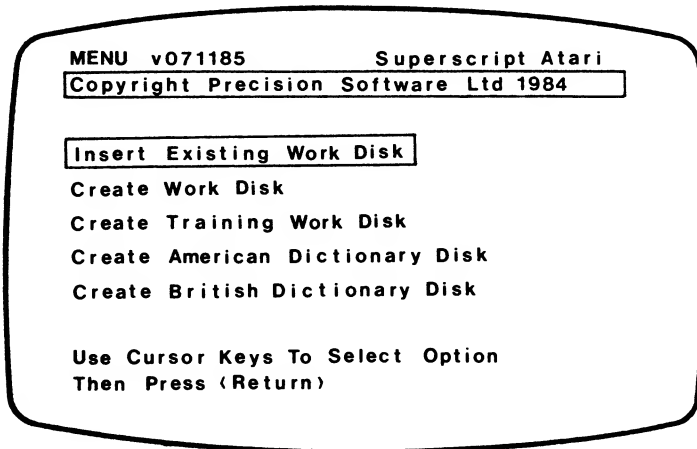 MENU v071185 Superscript Atari
Copyright Precision Software Ltd 1984
Insert Existing Work Disk
Create Work Disk
Create Training Work Disk
Create American Dictionary Disk
Create British Dictionary Disk
Use Cursor Keys To Select Option
Then Press <Return>